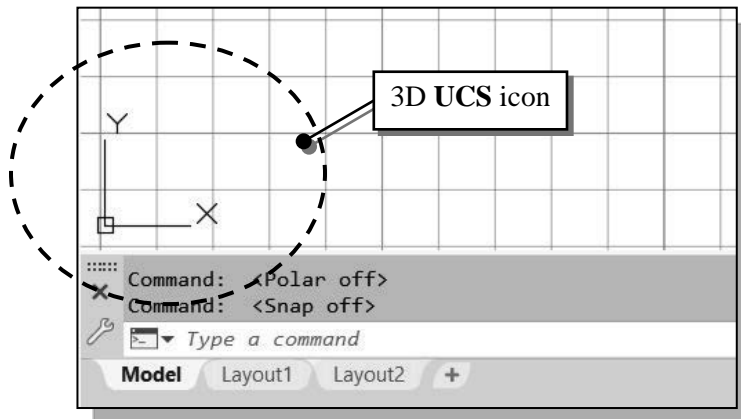 3D UCS icon
Y
X
Command: <Polar off>
Command: <Snap off>
Type a command
Model Layout1 Layout2 +